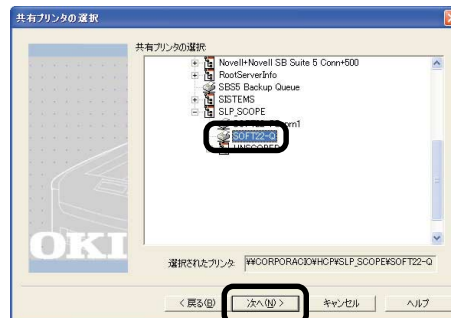 共有プリンタの選択
共有プリンタの選択
Novell+Novell SB Suite 5 Conn+500
RootServerInfo
SBS5 Backup Queue
SISTEMS
SLP_SCOPE
SOFT22-Q
UNSCOPED
OKI
選択されたプリンタ ¥¥CORPORACIO¥HCP¥SLP_SCOPE¥SOFT22-Q
< 戻る(B) 次へ(N) > キャンセル ヘルプ